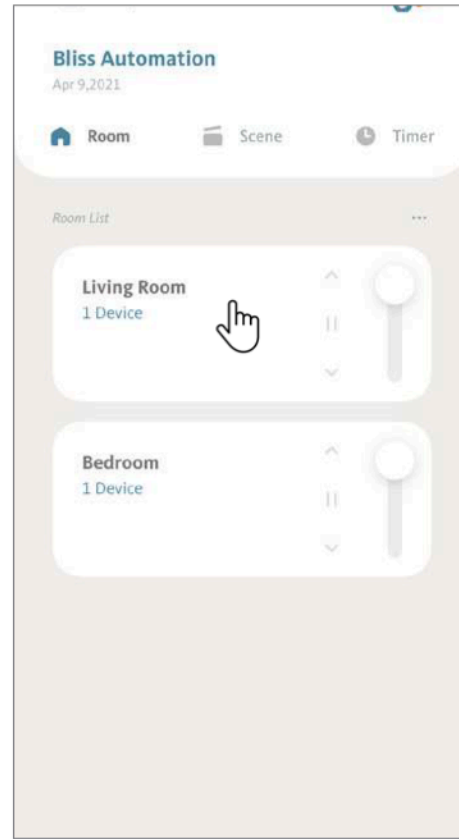 Bliss Automation
Apr 9,2021
Room Scene Timer
Room List
Living Room
1 Device
Bedroom
1 Device